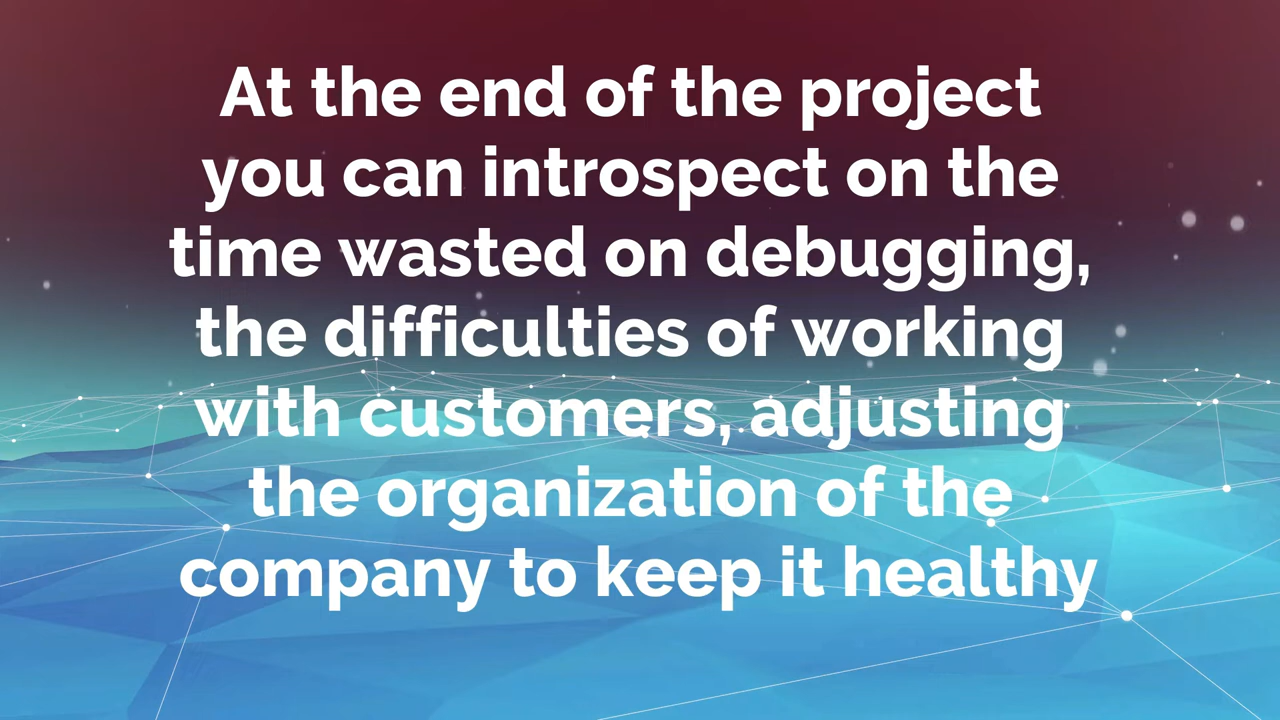 At the end of the project
you can introspect on the
time wasted on debugging,
the difficulties of working
with customers, adjusting
the organization of the
company to keep it healthy